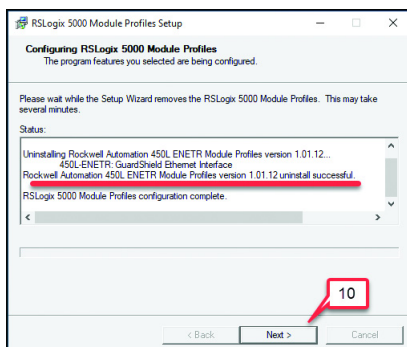 RSLogix 5000 Module Profiles Setup
Configuring RSLogix 5000 Module Profiles
The program features you selected are being configured.
Please wait while the Setup Wizard removes the RSLogix 5000 Module Profiles. This may take
several minutes.
Status:
Uninstalling Rockwell Automation 450L ENETR Module Profiles version 1.01.12...
450L-ENETR: GuardShield Ethernet Interface
Rockwell Automation 450L ENETR Module Profiles version 1.01.12 uninstall successful.
RSLogix 5000 Module Profiles configuration complete.
10
< Back
Next >
Cancel